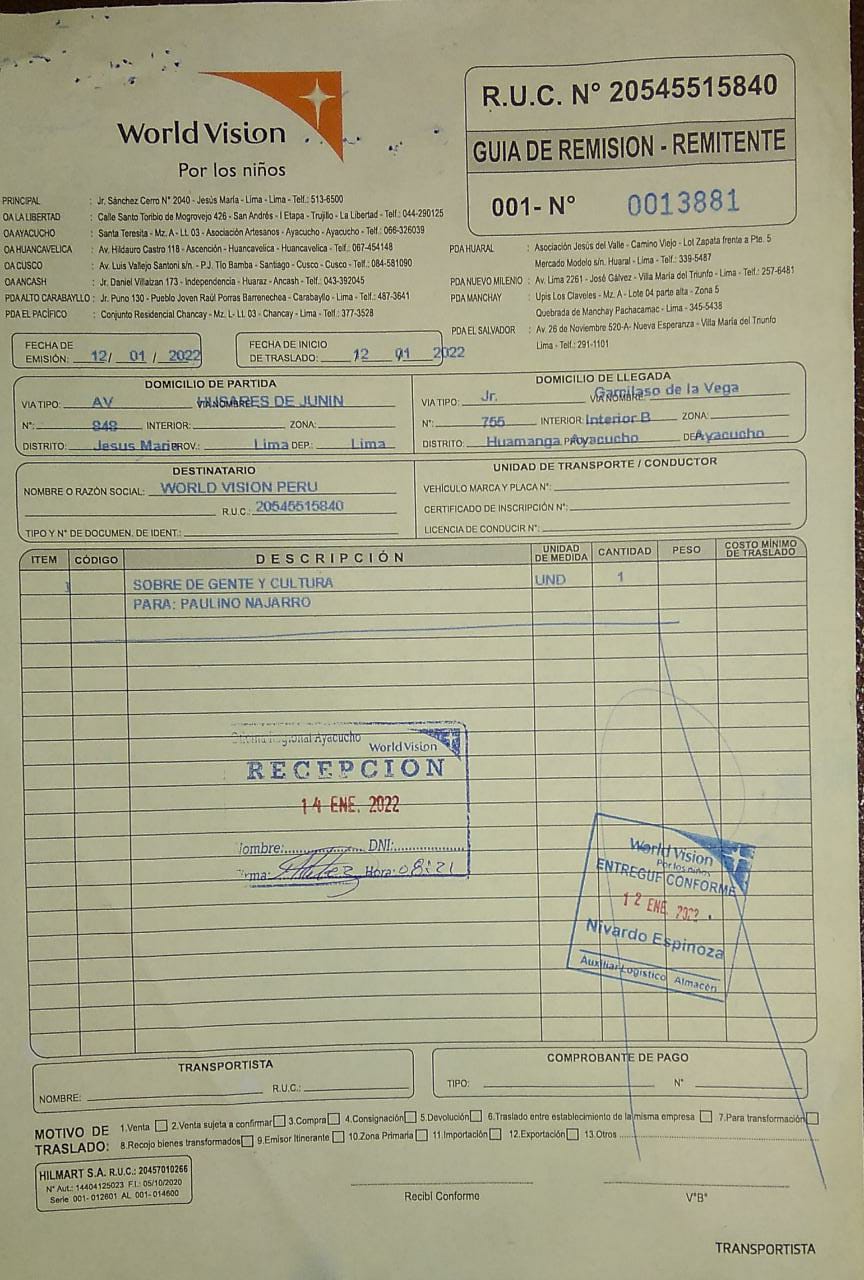 World Vision
Por los niños
R.U.C. N° 20545515840
GUIA DE REMISION - REMITENTE
001- N° 0013881
PRINCIPAL : Jr. Sánchez Cerro N° 2040 - Jesús María - Lima - Lima - Telf.: 513-6500
OA LA LIBERTAD : Calle Santo Toribio de Mogrovejo 426 - San Andrés - I Etapa - Trujillo - La Libertad - Telf.: 044-290125
OA AYACUCHO : Santa Teresita - Mz. A - Lt. 03 - Asociación Artesanos - Ayacucho - Ayacucho - Telf.: 066-326039
OA HUANCAVELICA : Av. Hildauro Castro 118 - Ascención - Huancavelica - Huancavelica - Telf.: 067-454148
OA CUSCO : Av. Luis Vallejo Santoni s/n. - P.J. Tío Bamba - Santiago - Cusco - Cusco - Telf.: 084-581090
OA ANCASH : Jr. Daniel Villaizan 173 - Independencia - Huaraz - Ancash - Telf.: 043-392045
PDA ALTO CARABAYLLO : Jr. Puno 130 - Pueblo Joven Raúl Porras Barrenechea - Carabayllo - Lima - Telf.: 487-3641
PDA EL PACÍFICO : Conjunto Residencial Chancay - Mz. L - Lt. 03 - Chancay - Lima - Telf.: 377-3528
PDA HUARAL : Asociación Jesús del Valle - Camino Viejo - Lol Zapata frente a Pte. 5
Mercado Modelo s/n. Huaral - Lima - Telf.: 339-5487
PDA NUEVO MILENIO : Av. Lima 2261 - José Gálvez - Villa María del Triunfo - Lima - Telf.: 257-6481
PDA MANCHAY : Upis Los Claveles - Mz. A - Lote 04 parte alta - Zona 5
Quebrada de Manchay Pachacamac - Lima - 345-5438
PDA EL SALVADOR : Av. 26 de Noviembre 520-A- Nueva Esperanza - Villa María del Triunfo
Lima - Telf.: 291-1101
FECHA DE EMISIÓN: 12/ 01 / 2022
FECHA DE INICIO DE TRASLADO: 12 01 2022
DOMICILIO DE PARTIDA
VIA TIPO: AV VIA NOMBRE: HUSARES DE JUNIN
N°: 848 INTERIOR: ZONA:
DISTRITO: Jesus Maria PROV.: Lima DEP.: Lima
DOMICILIO DE LLEGADA
VIA TIPO: Jr. VIA NOMBRE: Garcilaso de la Vega
N°: 755 INTERIOR: Interior B ZONA:
DISTRITO: Huamanga Ayacucho Ayacucho
DESTINATARIO
NOMBRE O RAZÓN SOCIAL: WORLD VISION PERU
R.U.C.: 20545515840
TIPO Y N° DE DOCUMEN. DE IDENT.:
UNIDAD DE TRANSPORTE / CONDUCTOR
VEHÍCULO MARCA Y PLACA N°:
CERTIFICADO DE INSCRIPCIÓN N°:
LICENCIA DE CONDUCIR N°:
ITEM CÓDIGO DESCRIPCIÓN UNIDAD DE MEDIDA CANTIDAD PESO COSTO MÍNIMO DE TRASLADO
1 SOBRE DE GENTE Y CULTURA UND 1
PARA: PAULINO NAJARRO
Regional Ayacucho World Vision
RECEPCION
14 ENE. 2022
Nombre: DNI:
Firma: Hora: 08:21
World Vision
Por los niños
ENTREGUE CONFORME
12 ENE. 2022
Nivardo Espinoza
Auxiliar Logístico Almacén
TRANSPORTISTA
NOMBRE: R.U.C.:
COMPROBANTE DE PAGO
TIPO: N°
MOTIVO DE TRASLADO:
1.Venta 2.Venta sujeta a confirmar 3.Compra 4.Consignación 5.Devolución 6.Traslado entre establecimiento de la misma empresa 7.Para transformación
8.Recojo bienes transformados 9.Emisor Itinerante 10.Zona Primaria 11.Importación 12.Exportación 13.Otros
HILMART S.A. R.U.C.: 20457010266
N° Aut.: 14404125023 F.I.: 05/10/2020
Serie 001- 012601 AL 001- 014600
Recibí Conforme
V°B°
TRANSPORTISTA